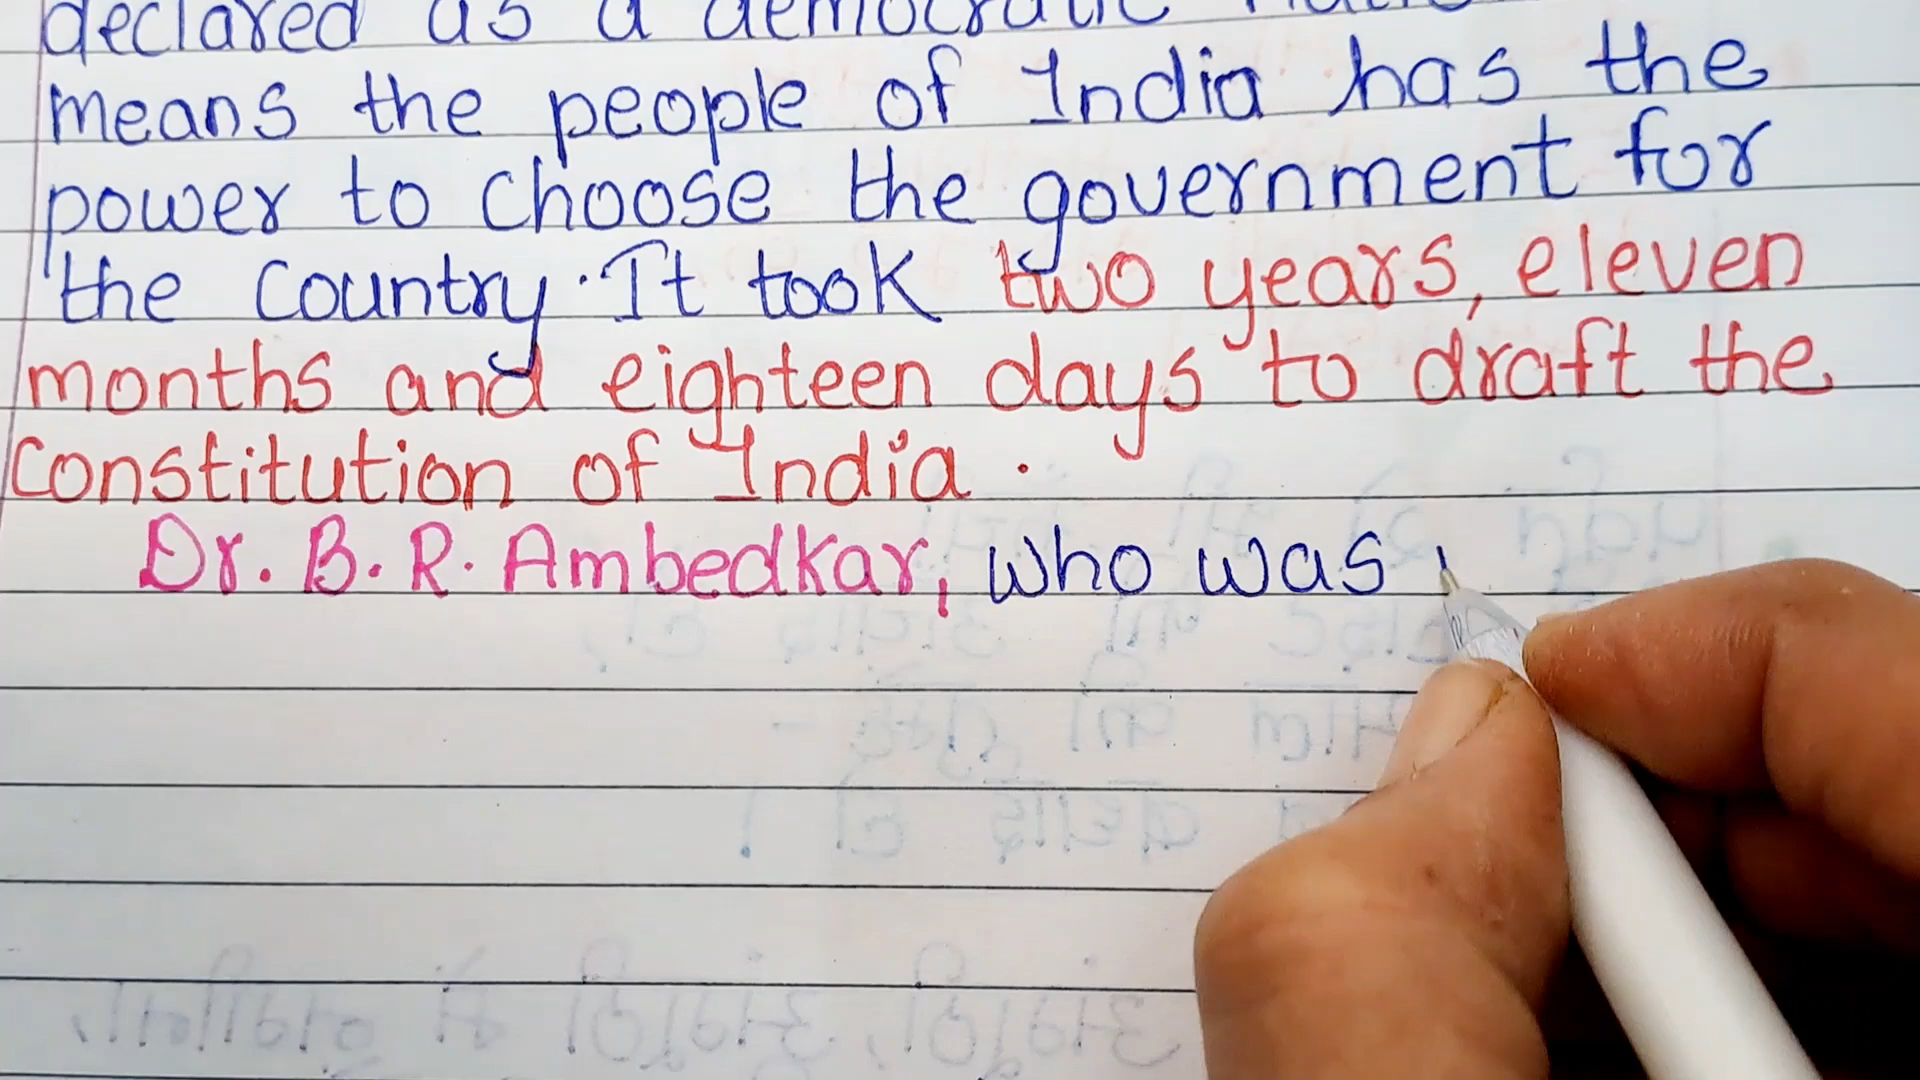 declared as a democratic
means the people of India has the
power to choose the government for
the country. It took two years, eleven
months and eighteen days to draft the
Constitution of India.
Dr. B. R. Ambedkar, who was